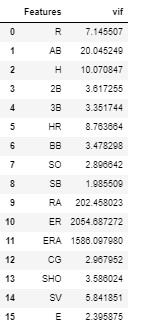 Features vif
0 R 7.145507
1 AB 20.045249
2 H 10.070847
3 2B 3.617255
4 3B 3.351744
5 HR 8.763664
6 BB 3.478298
7 SO 2.896642
8 SB 1.985509
9 RA 202.458023
10 ER 2054.687272
11 ERA 1586.097980
12 CG 2.967952
13 SHO 3.586024
14 SV 5.841851
15 E 2.395875